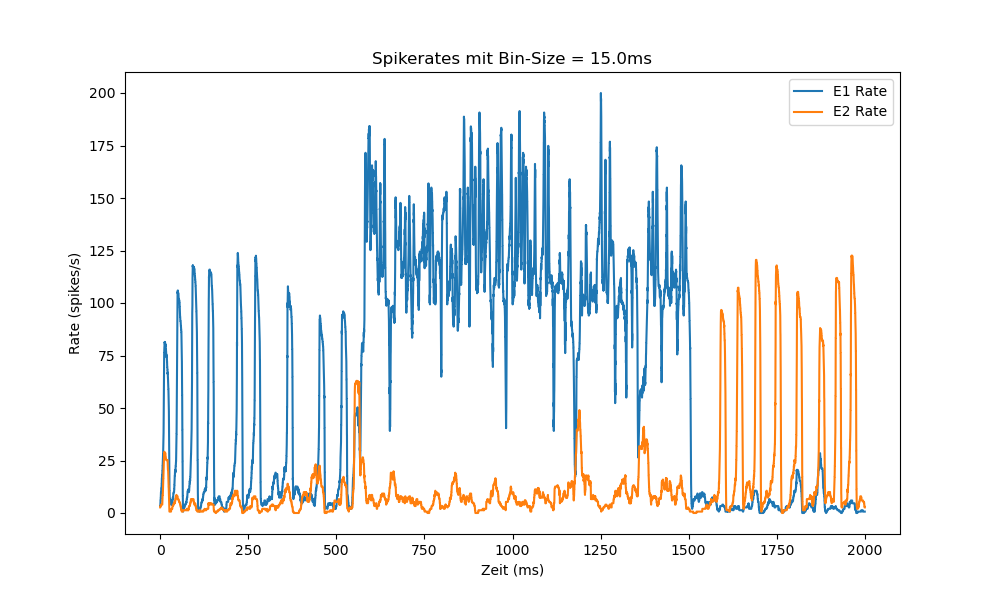 Spikerates mit Bin-Size = 15.0ms
E1 Rate
E2 Rate
200
175
150
125
100
75
50
25
0
Rate (spikes/s)
0 250 500 750 1000 1250 1500 1750 2000
Zeit (ms)